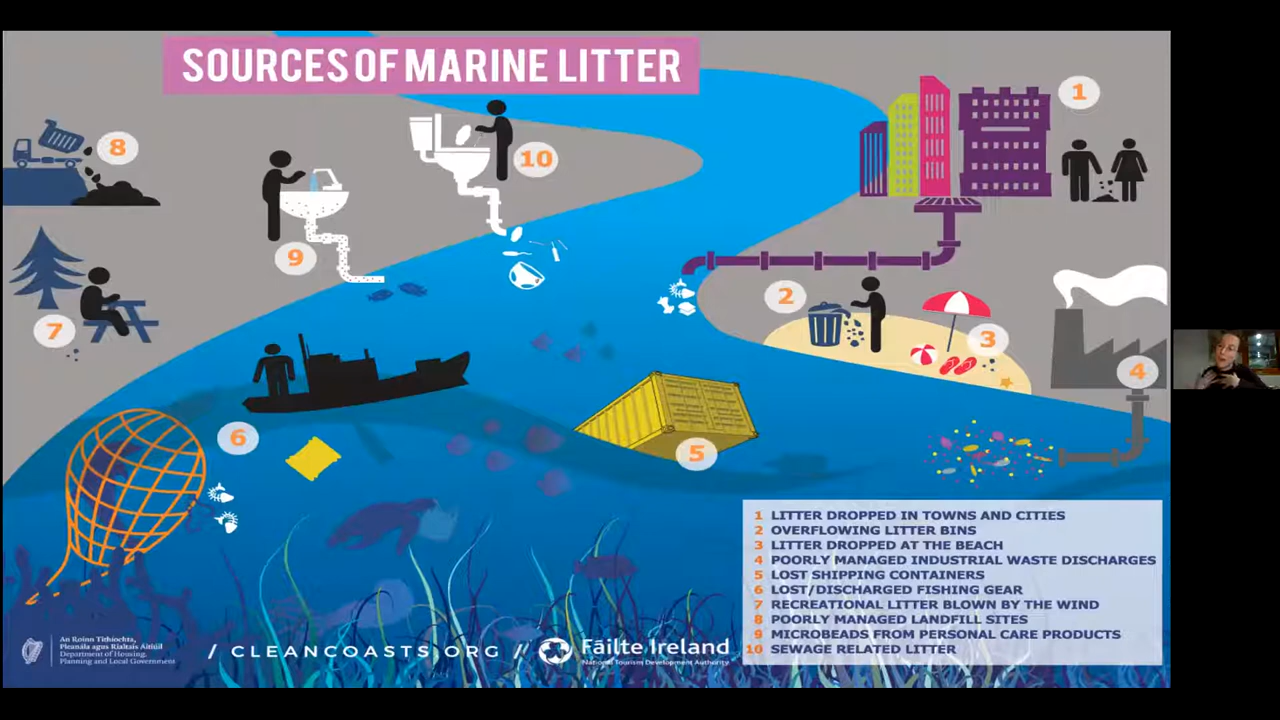 SOURCES OF MARINE LITTER
8
10
1
9
2
7
3
4
6
5
1 LITTER DROPPED IN TOWNS AND CITIES
2 OVERFLOWING LITTER BINS
3 LITTER DROPPED AT THE BEACH
4 POORLY MANAGED INDUSTRIAL WASTE DISCHARGES
5 LOST SHIPPING CONTAINERS
6 LOST/DISCHARGED FISHING GEAR
7 RECREATIONAL LITTER BLOWN BY THE WIND
8 POORLY MANAGED LANDFILL SITES
9 MICROBEADS FROM PERSONAL CARE PRODUCTS
10 SEWAGE RELATED LITTER
An Roinn Tithíochta,
Pleanála agus Rialtais Áitiúil
Department of Housing,
Planning and Local Government
/ CLEANCOASTS.ORG //
Fáilte Ireland
National Tourism Development Authority